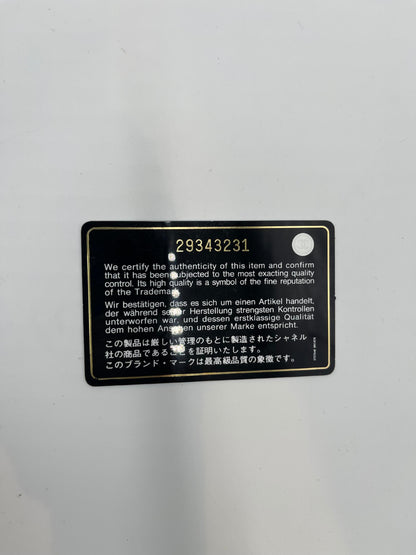 29343231
We certify the authenticity of this item and confirm
that it has been subjected to the most exacting quality
control. Its high quality is a symbol of the fine reputation
of the Trademark.
Wir bestätigen, dass es sich um einen Artikel handelt,
der während seiner Herstellung strengsten Kontrollen
unterworfen war, und dessen erstklassige Qualität
dem hohen Ansehen unserer Marke entspricht.
この製品は厳しい管理のもとに製造されたシャネル
社の商品であることを証明いたします。
このブランド・マークは最高級品質の象徴です。